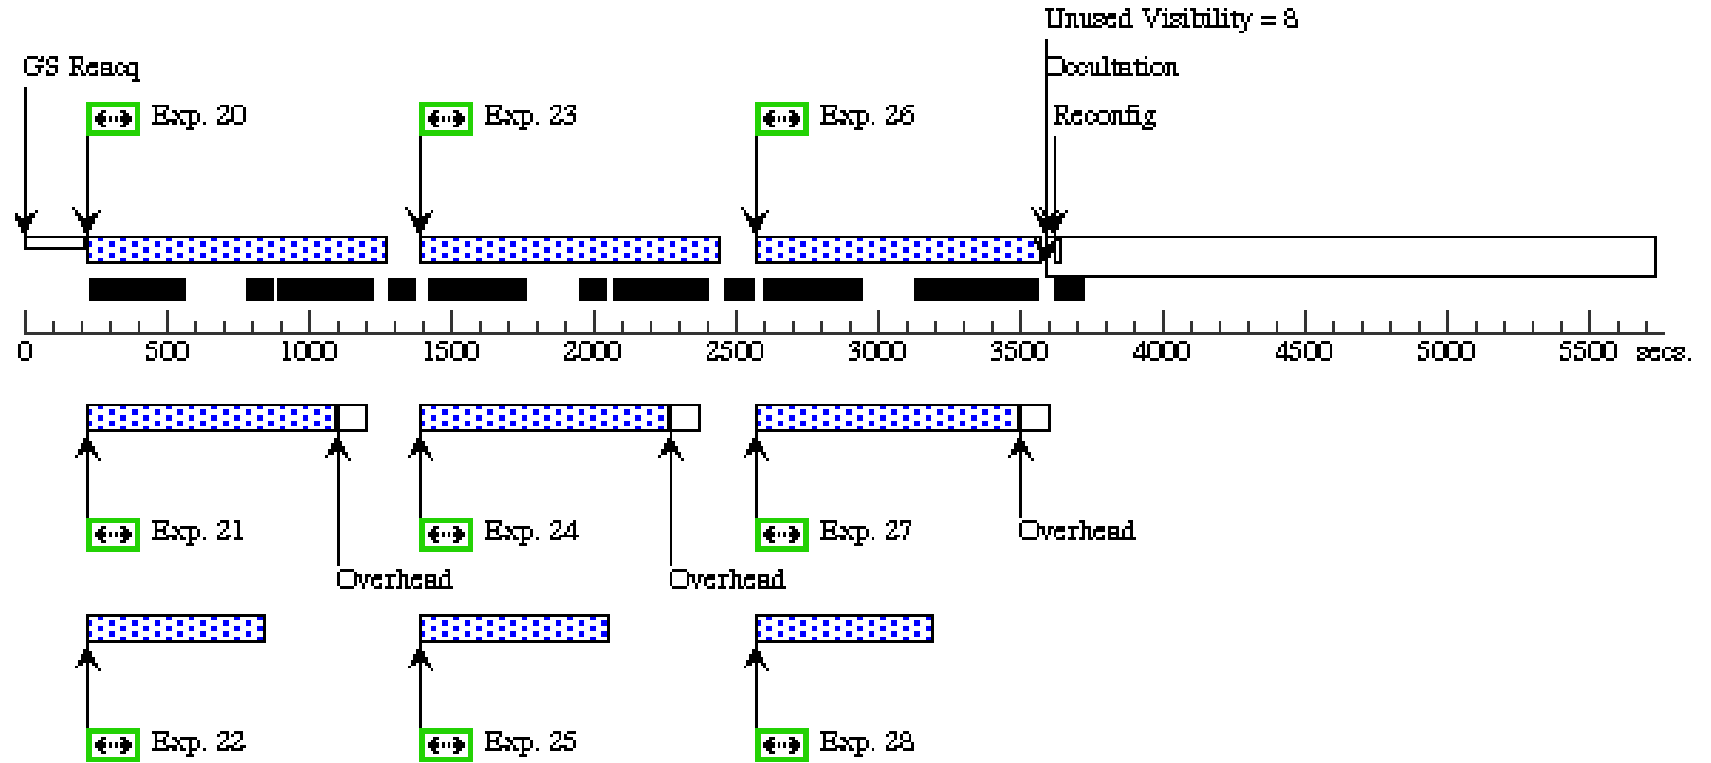 Unused Visibility = 8
GS Reacq
Occultation
Exp. 20
Exp. 23
Exp. 26
Reconfig
0 500 1000 1500 2000 2500 3000 3500 4000 4500 5000 5500 secs.
Exp. 21
Exp. 24
Exp. 27
Overhead
Overhead
Overhead
Exp. 22
Exp. 25
Exp. 28